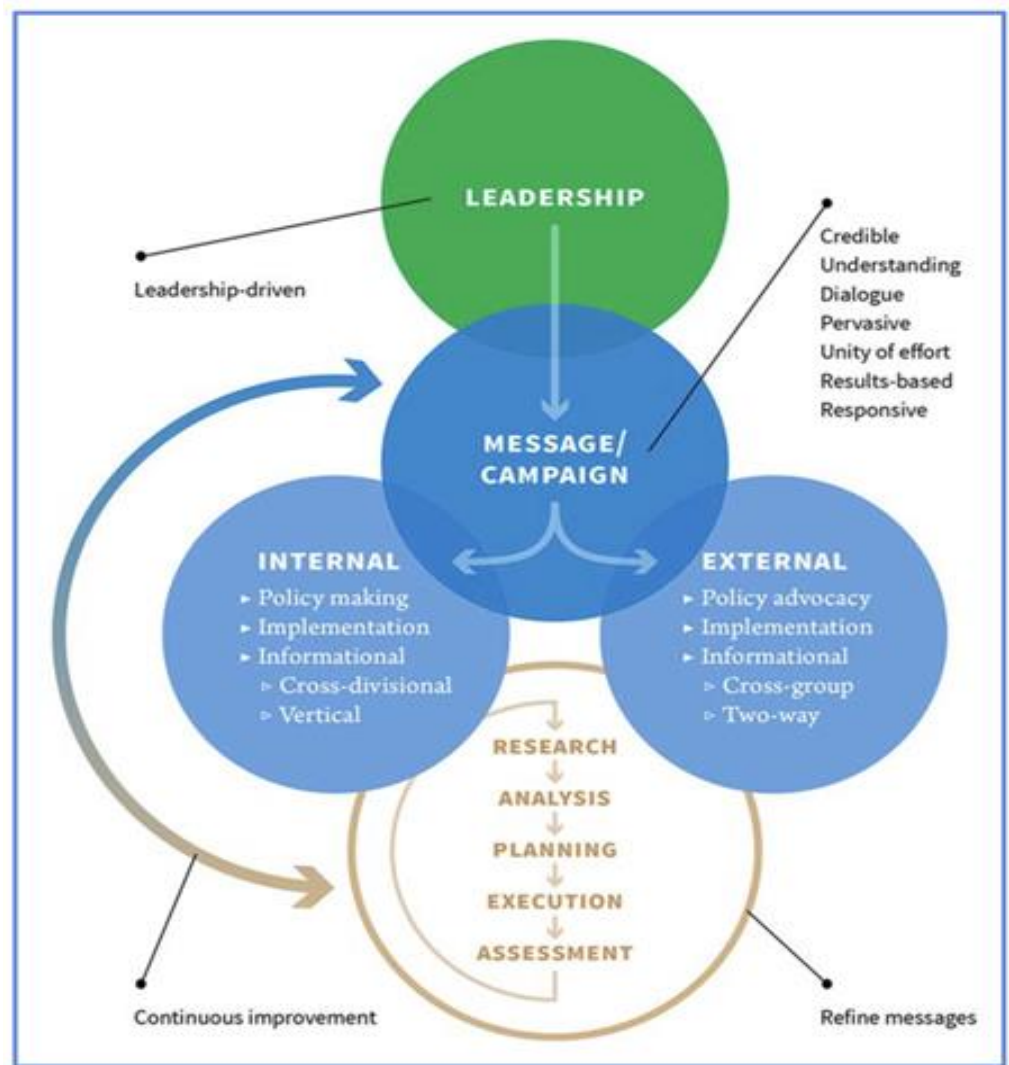 LEADERSHIP
Leadership-driven
Credible
Understanding
Dialogue
Pervasive
Unity of effort
Results-based
Responsive
MESSAGE/
CAMPAIGN
INTERNAL
▸ Policy making
▸ Implementation
▸ Informational
▹ Cross-divisional
▹ Vertical
EXTERNAL
▸ Policy advocacy
▸ Implementation
▸ Informational
▹ Cross-group
▹ Two-way
RESEARCH
ANALYSIS
PLANNING
EXECUTION
ASSESSMENT
Continuous improvement
Refine messages